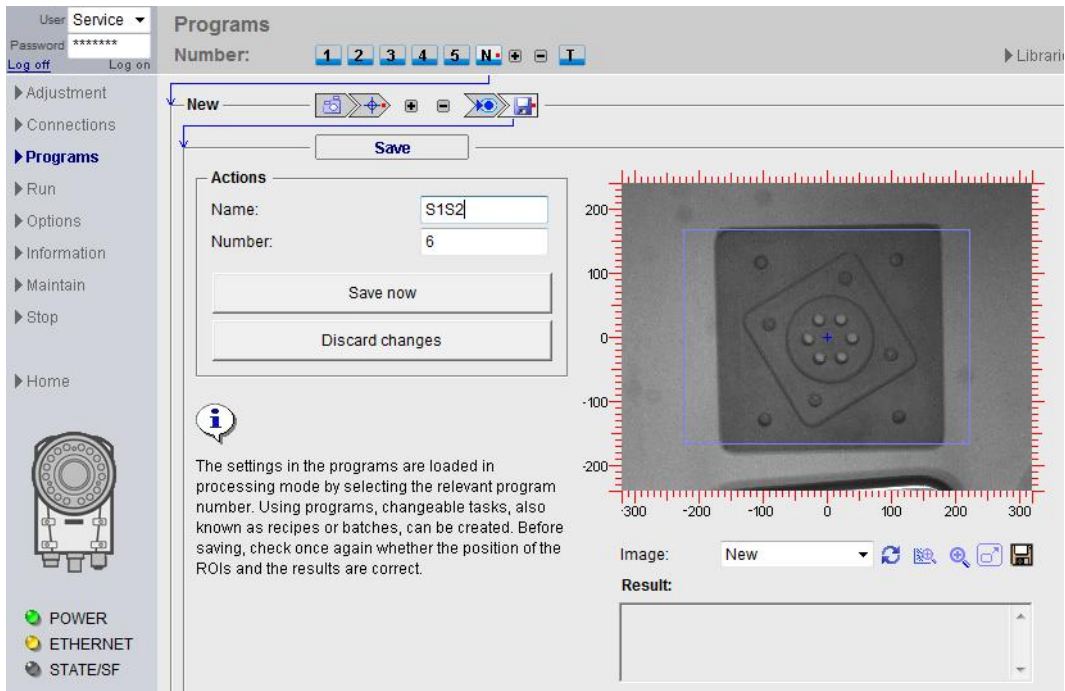 User Service
Password *******
Log off Log on
Programs
Number: 1 2 3 4 5 N T
Adjustment
Connections
Programs
Run
Options
Information
Maintain
Stop
Home
POWER
ETHERNET
STATE/SF
New
Save
Actions
Name: S1S2
Number: 6
Save now
Discard changes
i
The settings in the programs are loaded in
processing mode by selecting the relevant program
number. Using programs, changeable tasks, also
known as recipes or batches, can be created. Before
saving, check once again whether the position of the
ROIs and the results are correct.
200
100
0
-100
-200
-300 -200 -100 0 100 200 300
Image: New
Result: